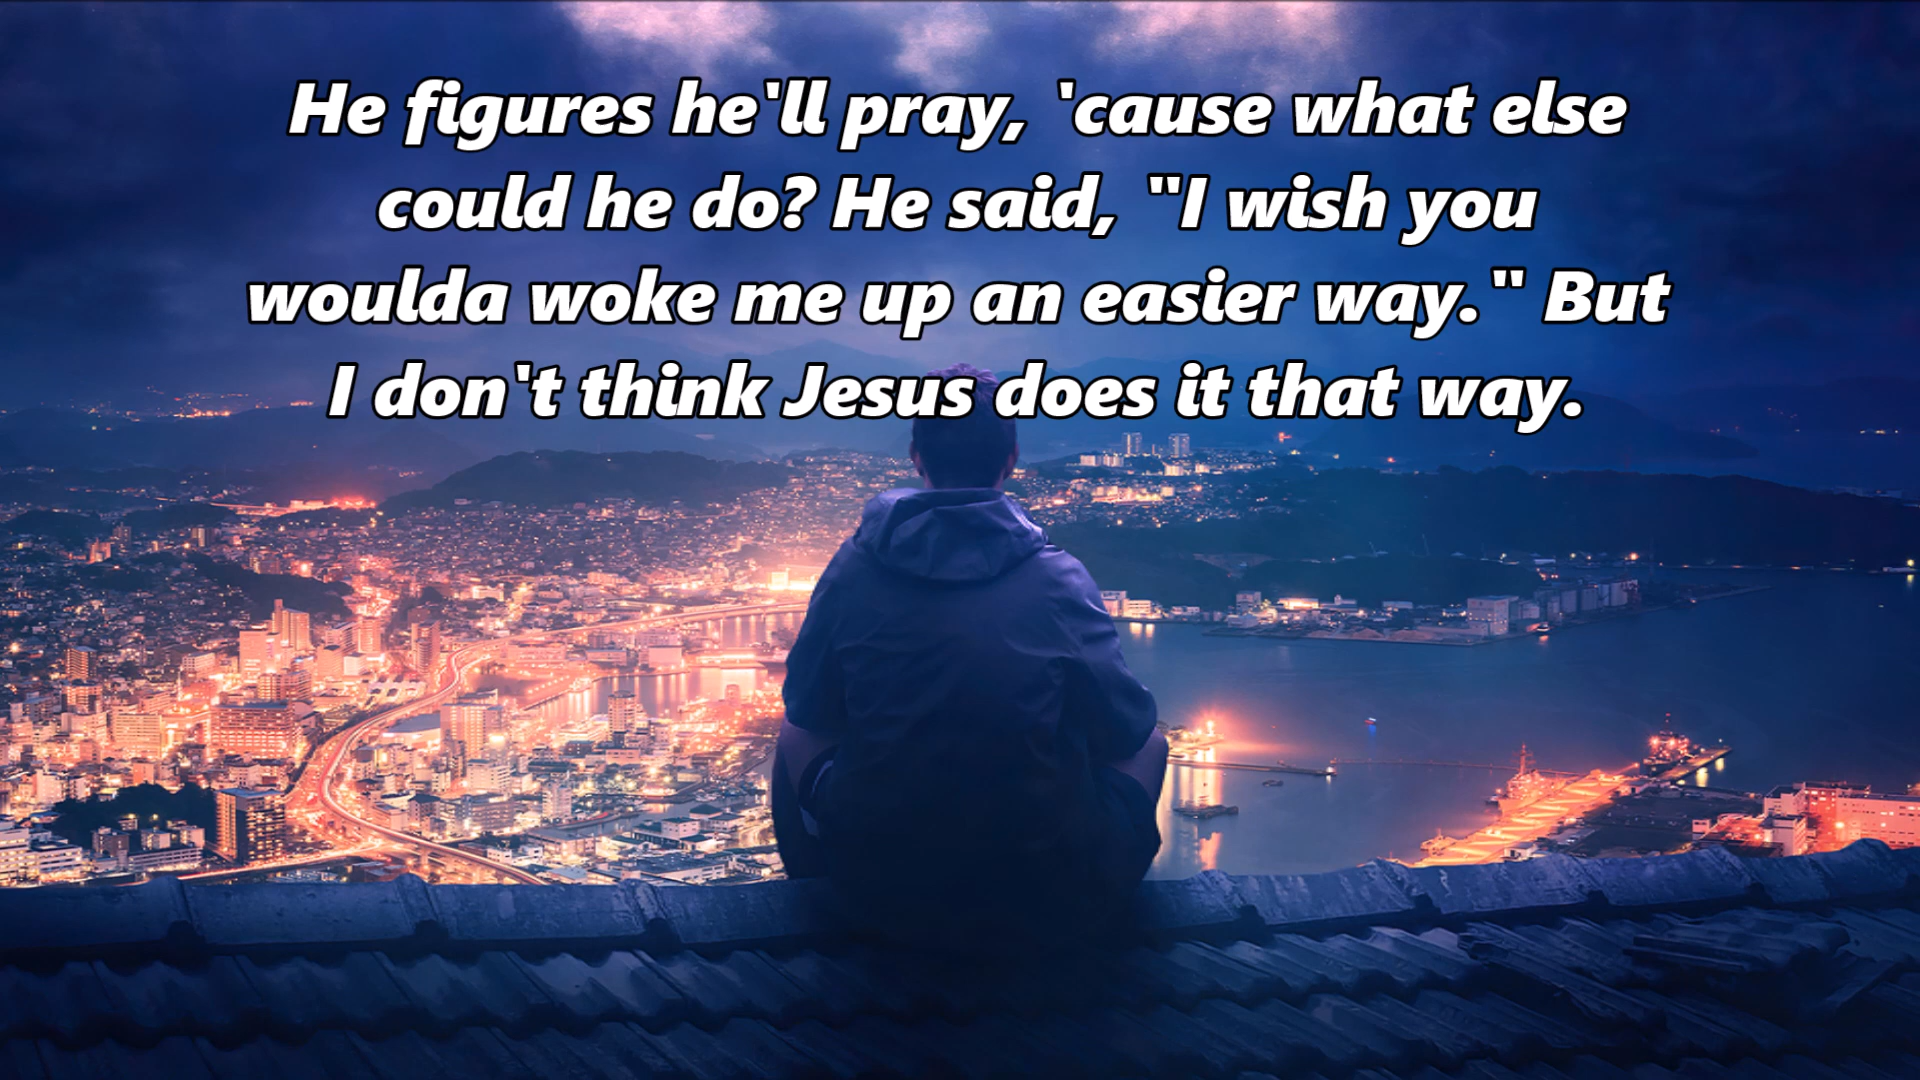 He figures he'll pray, 'cause what else
could he do? He said, "I wish you
woulda woke me up an easier way." But
I don't think Jesus does it that way.